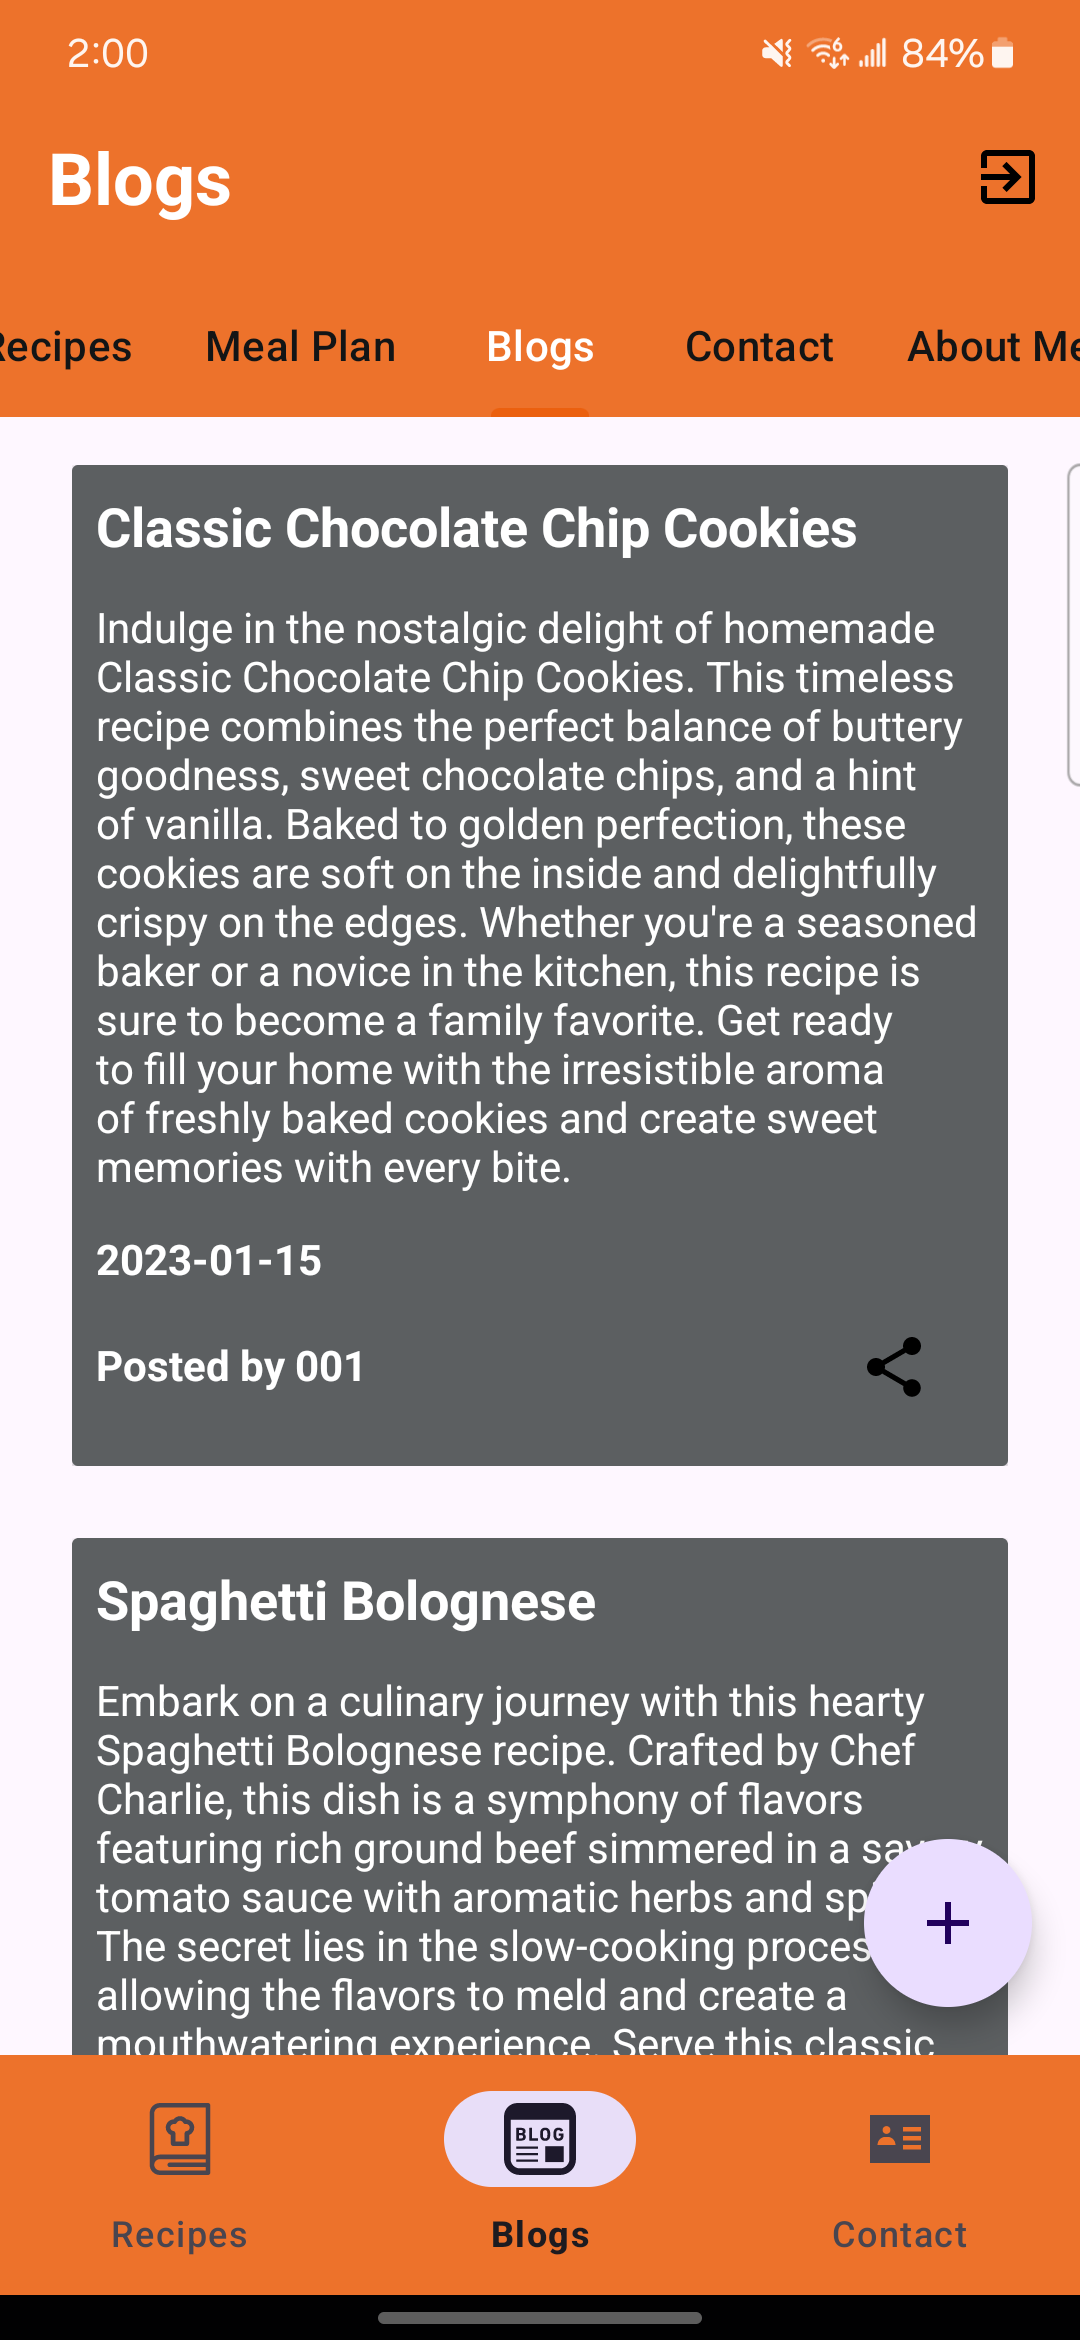 2:00
6
84%
Blogs
Recipes Meal Plan Blogs Contact About Me
Classic Chocolate Chip Cookies
Indulge in the nostalgic delight of homemade
Classic Chocolate Chip Cookies. This timeless
recipe combines the perfect balance of buttery
goodness, sweet chocolate chips, and a hint
of vanilla. Baked to golden perfection, these
cookies are soft on the inside and delightfully
crispy on the edges. Whether you're a seasoned
baker or a novice in the kitchen, this recipe is
sure to become a family favorite. Get ready
to fill your home with the irresistible aroma
of freshly baked cookies and create sweet
memories with every bite.
2023-01-15
Posted by 001
Spaghetti Bolognese
Embark on a culinary journey with this hearty
Spaghetti Bolognese recipe. Crafted by Chef
Charlie, this dish is a symphony of flavors
featuring rich ground beef simmered in a
tomato sauce with aromatic herbs and
The secret lies in the slow-cooking
allowing the flavors to meld and create a
mouthwatering experience. Serve this classic
BLOG
Recipes Blogs Contact